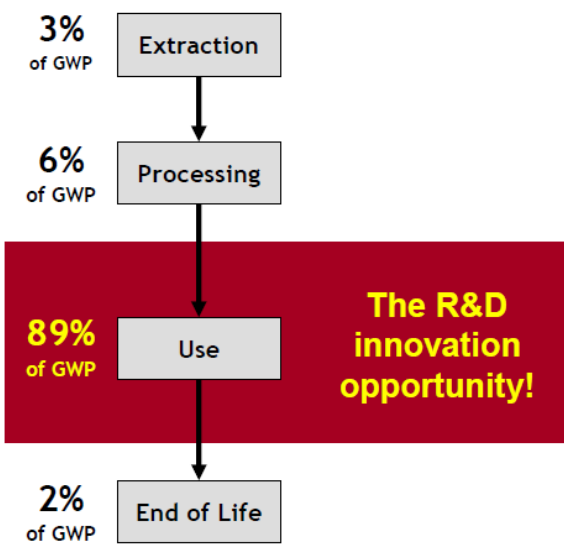 3%
of GWP
Extraction
6%
of GWP
Processing
89%
of GWP
Use
The R&D
innovation
opportunity!
2%
of GWP
End of Life